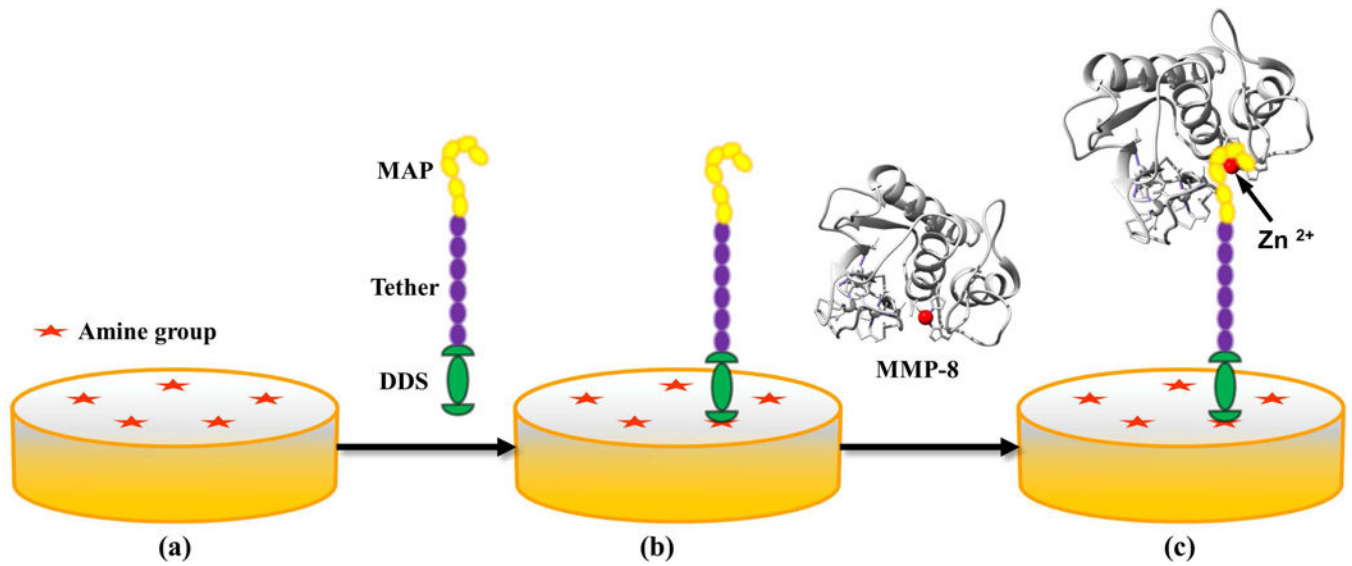 MAP
Tether
DDS
Amine group
MMP-8
Zn 2+
(a)
(b)
(c)